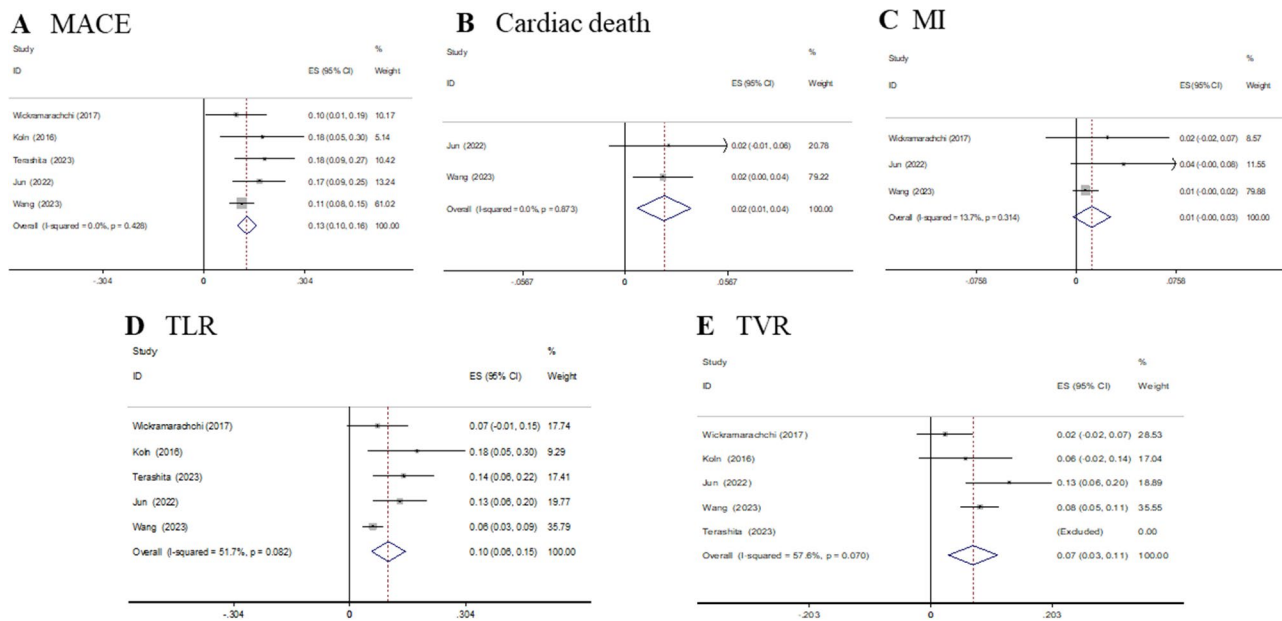 A MACE
Study %
ID ES (95% CI) Weight
Wickramarachchi (2017) 0.10 (0.01, 0.19) 10.17
Koln (2016) 0.18 (0.05, 0.30) 5.14
Terashita (2023) 0.18 (0.09, 0.27) 10.42
Jun (2022) 0.17 (0.09, 0.25) 13.24
Wang (2023) 0.11 (0.08, 0.15) 61.02
Overall (I-squared = 0.0%, p = 0.428) 0.13 (0.10, 0.16) 100.00
-.304 0 .304
B Cardiac death
Study %
ID ES (95% CI) Weight
Jun (2022) 0.02 (-0.01, 0.06) 20.78
Wang (2023) 0.02 (0.00, 0.04) 79.22
Overall (I-squared = 0.0%, p = 0.873) 0.02 (0.01, 0.04) 100.00
-.0567 0 .0567
C MI
Study %
ID ES (95% CI) Weight
Wickramarachchi (2017) 0.02 (-0.02, 0.07) 8.57
Jun (2022) 0.04 (-0.00, 0.08) 11.55
Wang (2023) 0.01 (-0.00, 0.02) 79.88
Overall (I-squared = 13.7%, p = 0.314) 0.01 (-0.00, 0.03) 100.00
-.0758 0 .0758
D TLR
Study %
ID ES (95% CI) Weight
Wickramarachchi (2017) 0.07 (-0.01, 0.15) 17.74
Koln (2016) 0.18 (0.05, 0.30) 9.29
Terashita (2023) 0.14 (0.06, 0.22) 17.41
Jun (2022) 0.13 (0.06, 0.20) 19.77
Wang (2023) 0.06 (0.03, 0.09) 35.79
Overall (I-squared = 51.7%, p = 0.082) 0.10 (0.06, 0.15) 100.00
-.304 0 .304
E TVR
Study %
ID ES (95% CI) Weight
Wickramarachchi (2017) 0.02 (-0.02, 0.07) 28.53
Koln (2016) 0.06 (-0.02, 0.14) 17.04
Jun (2022) 0.13 (0.06, 0.20) 18.89
Wang (2023) 0.08 (0.05, 0.11) 35.55
Terashita (2023) (Excluded) 0.00
Overall (I-squared = 57.6%, p = 0.070) 0.07 (0.03, 0.11) 100.00
-.203 0 .203